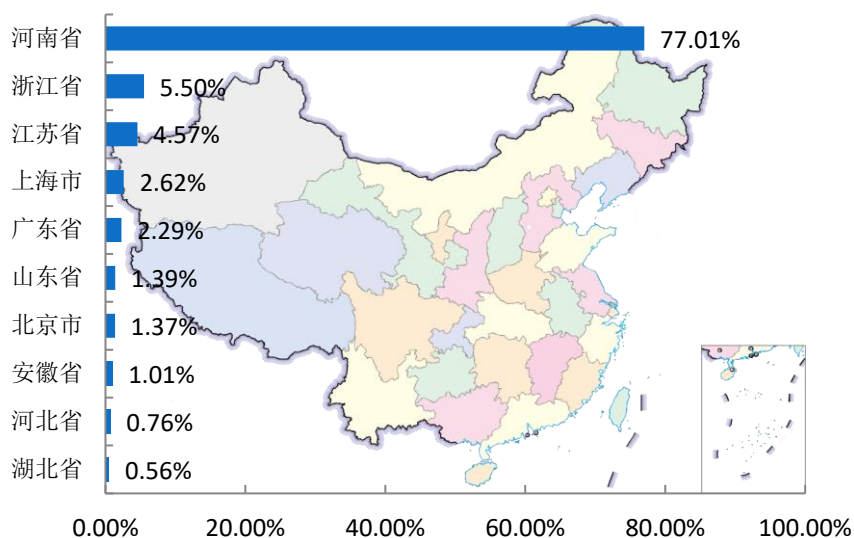 河南省 77.01%
浙江省 5.50%
江苏省 4.57%
上海市 2.62%
广东省 2.29%
山东省 1.39%
北京市 1.37%
安徽省 1.01%
河北省 0.76%
湖北省 0.56%
0.00% 20.00% 40.00% 60.00% 80.00% 100.00%